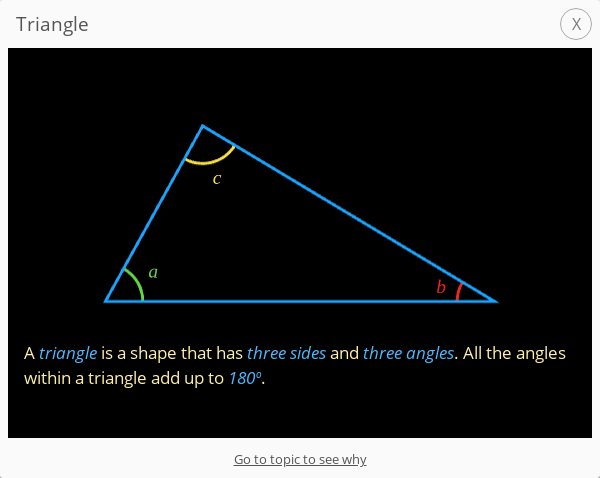 Triangle
X
c
a
b
A triangle is a shape that has three sides and three angles. All the angles
within a triangle add up to 180º.
Go to topic to see why